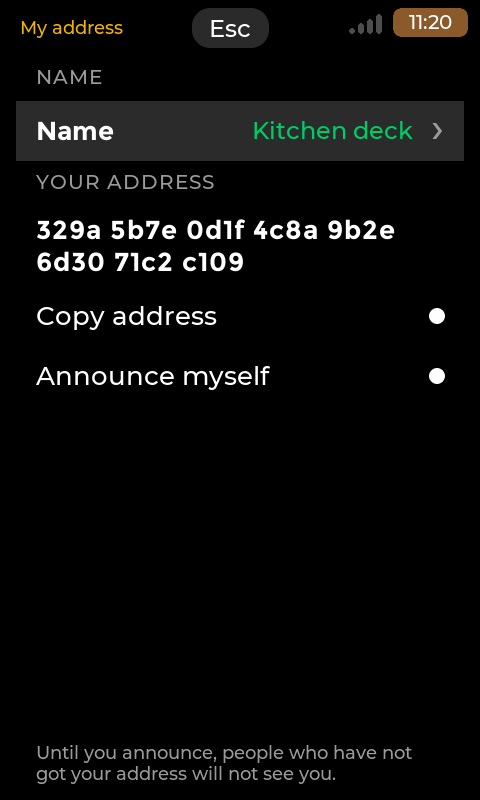 My address
Esc
11:20
NAME
Name
Kitchen deck
YOUR ADDRESS
329a 5b7e 0d1f 4c8a 9b2e
6d30 71c2 c109
Copy address
Announce myself
Until you announce, people who have not
got your address will not see you.